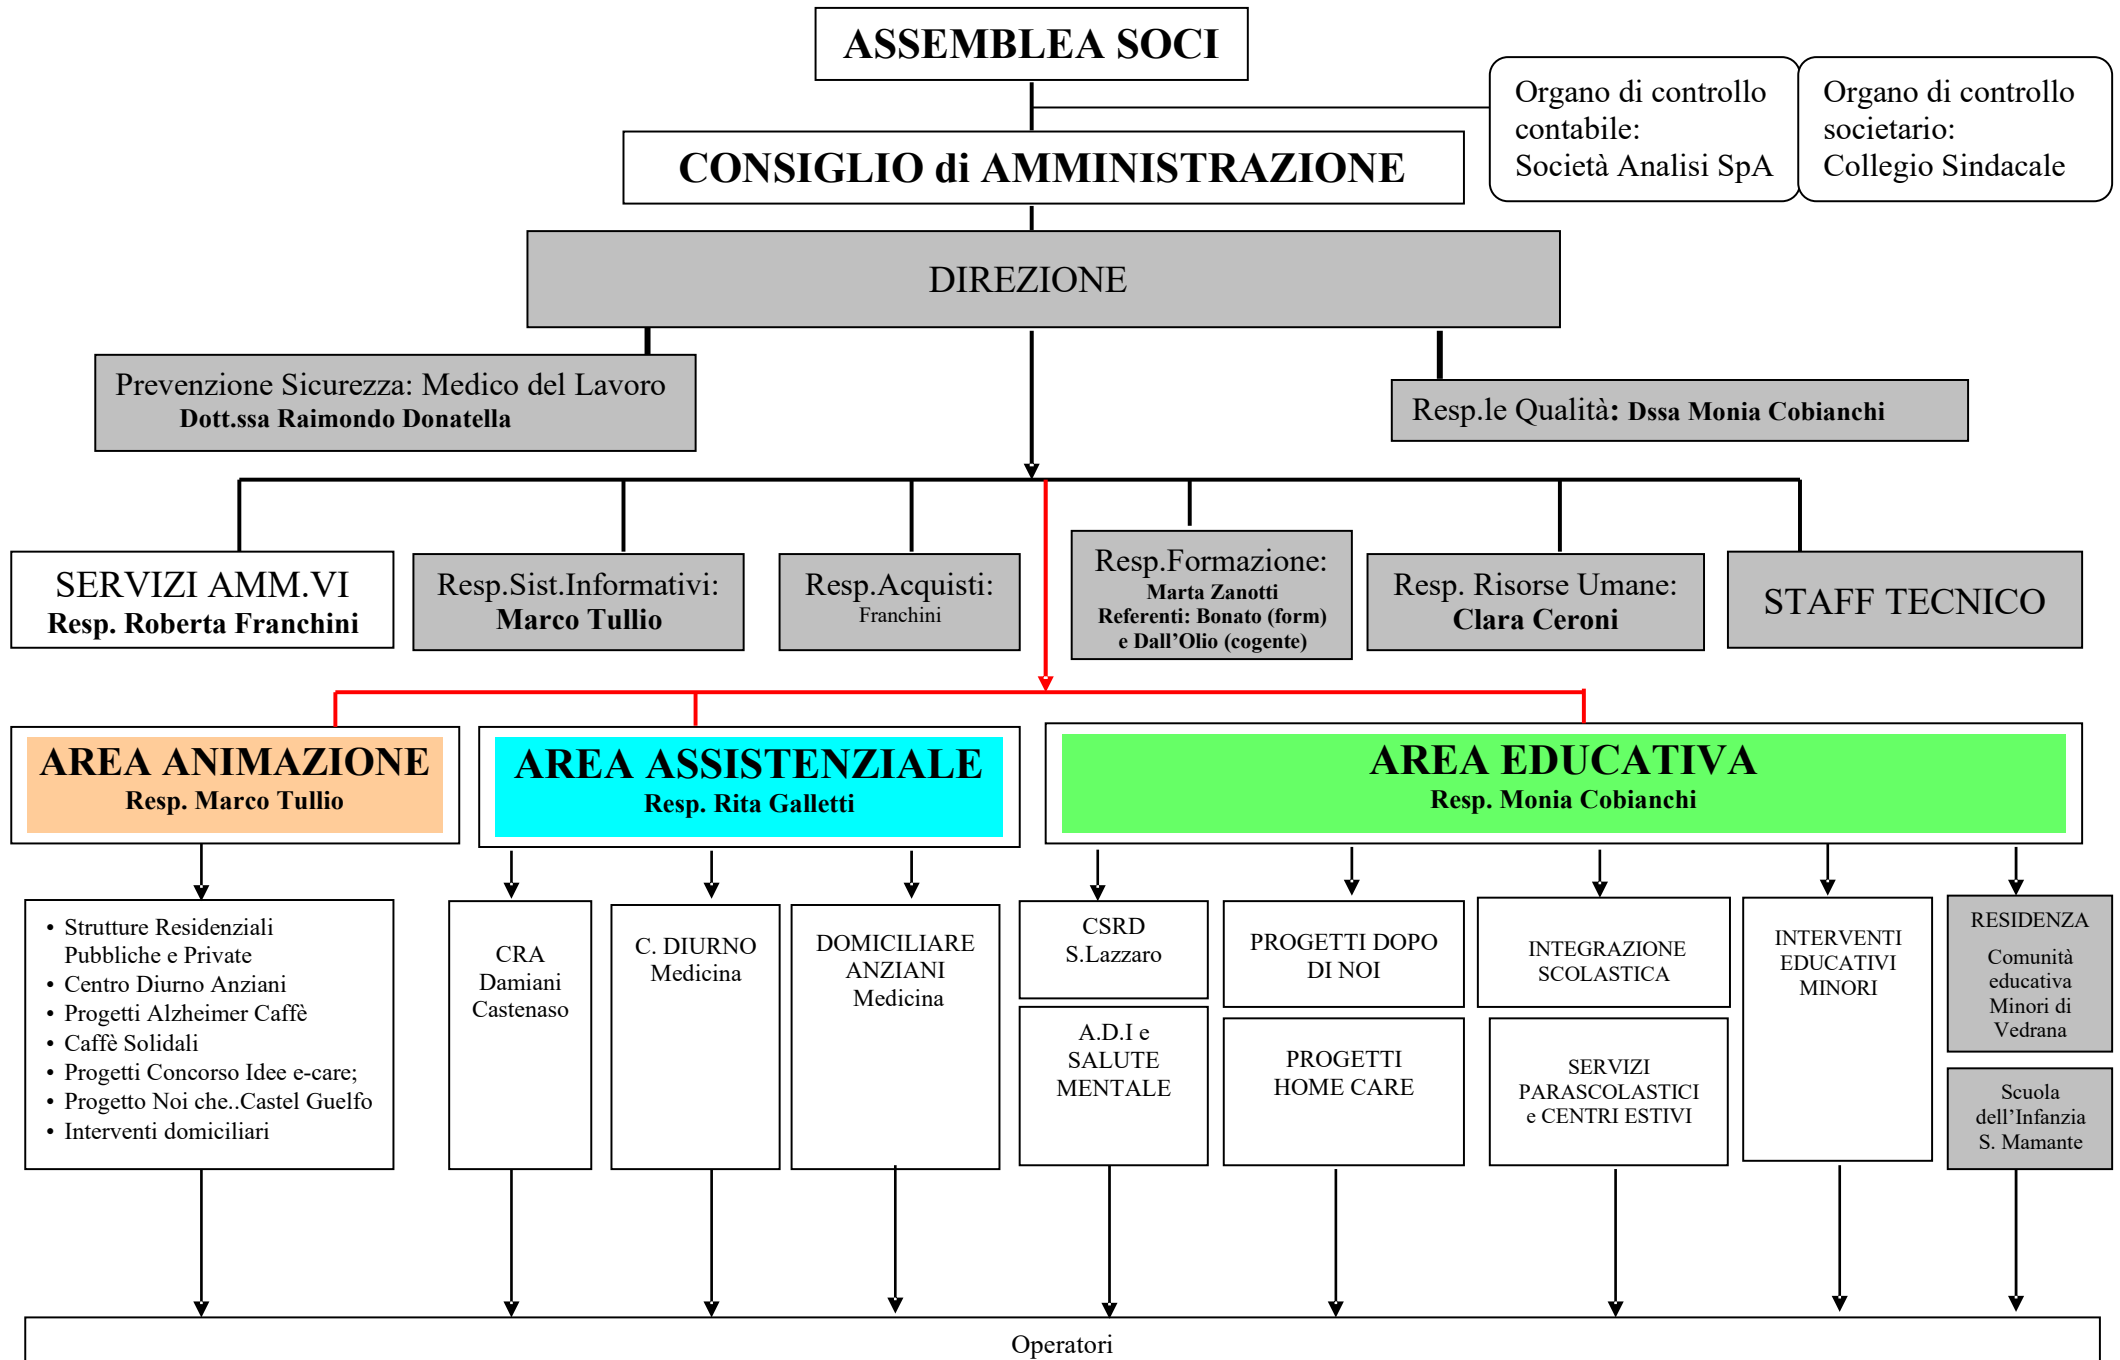 ASSEMBLEA SOCI
Organo di controllo
contabile:
Società Analisi SpA
Organo di controllo
societario:
Collegio Sindacale
CONSIGLIO di AMMINISTRAZIONE
DIREZIONE
Prevenzione Sicurezza: Medico del Lavoro
Dott.ssa Raimondo Donatella
Resp.le Qualità: Dssa Monia Cobianchi
SERVIZI AMM.VI
Resp. Roberta Franchini
Resp.Sist.Informativi:
Marco Tullio
Resp.Acquisti:
Franchini
Resp.Formazione:
Marta Zanotti
Referenti: Bonato (form)
e Dall’Olio (cogente)
Resp. Risorse Umane:
Clara Ceroni
STAFF TECNICO
AREA ANIMAZIONE
Resp. Marco Tullio
AREA ASSISTENZIALE
Resp. Rita Galletti
AREA EDUCATIVA
Resp. Monia Cobianchi
• Strutture Residenziali
Pubbliche e Private
• Centro Diurno Anziani
• Progetti Alzheimer Caffè
• Caffè Solidali
• Progetti Concorso Idee e-care;
• Progetto Noi che..Castel Guelfo
• Interventi domiciliari
CRA
Damiani
Castenaso
C. DIURNO
Medicina
DOMICILIARE
ANZIANI
Medicina
CSRD
S.Lazzaro
A.D.I e
SALUTE
MENTALE
PROGETTI DOPO
DI NOI
PROGETTI
HOME CARE
INTEGRAZIONE
SCOLASTICA
SERVIZI
PARASCOLASTICI
e CENTRI ESTIVI
INTERVENTI
EDUCATIVI
MINORI
RESIDENZA
Comunità
educativa
Minori di
Vedrana
Scuola
dell’Infanzia
S. Mamante
Operatori